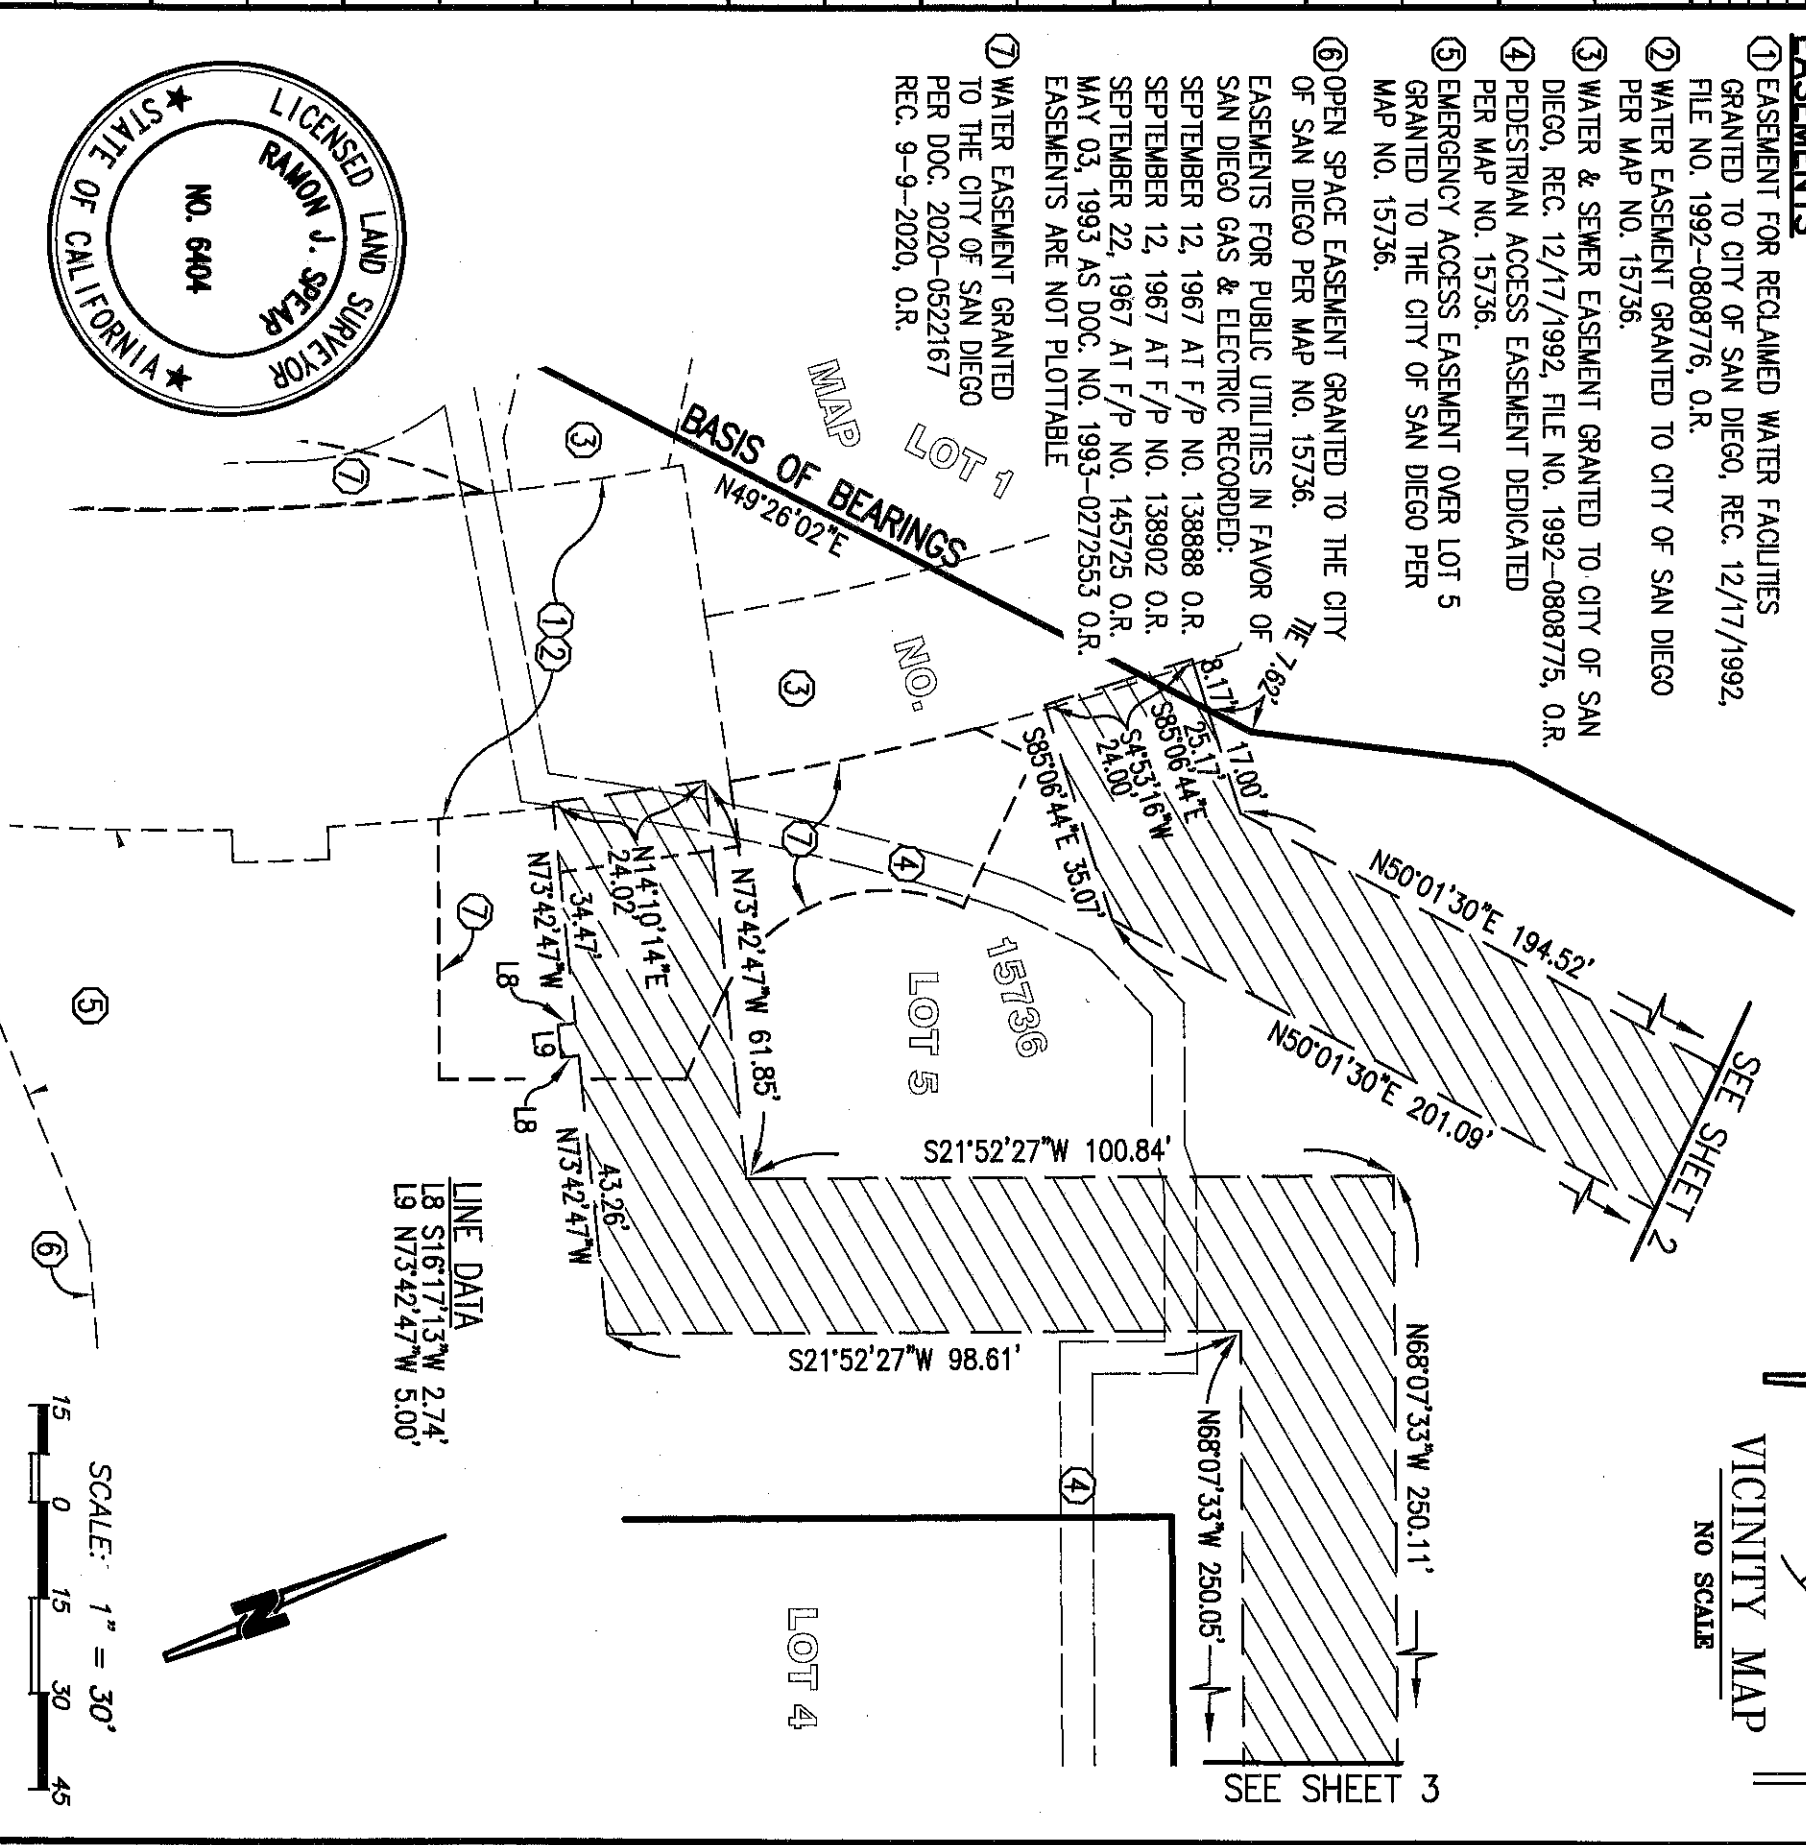 EASEMENTS
① EASEMENT FOR RECLAIMED WATER FACILITIES
GRANTED TO CITY OF SAN DIEGO, REC. 12/17/1992,
FILE NO. 1992-0808776, O.R.
② WATER EASEMENT GRANTED TO CITY OF SAN DIEGO
PER MAP NO. 15736.
③ WATER & SEWER EASEMENT GRANTED TO CITY OF SAN
DIEGO, REC. 12/17/1992, FILE NO. 1992-0808775, O.R.
④ PEDESTRIAN ACCESS EASEMENT DEDICATED
PER MAP NO. 15736.
⑤ EMERGENCY ACCESS EASEMENT OVER LOT 5
GRANTED TO THE CITY OF SAN DIEGO PER
MAP NO. 15736.
⑥ OPEN SPACE EASEMENT GRANTED TO THE CITY
OF SAN DIEGO PER MAP NO. 15736.
EASEMENTS FOR PUBLIC UTILITIES IN FAVOR OF
SAN DIEGO GAS & ELECTRIC RECORDED:
SEPTEMBER 12, 1967 AT F/P NO. 138888 O.R.
SEPTEMBER 12, 1967 AT F/P NO. 138902 O.R.
SEPTEMBER 22, 1967 AT F/P NO. 145725 O.R.
MAY 03, 1993 AS DOC. NO. 1993-0272553 O.R.
EASEMENTS ARE NOT PLOTTABLE
⑦ WATER EASEMENT GRANTED
TO THE CITY OF SAN DIEGO
PER DOC. 2020-0522167
REC. 9-9-2020, O.R.
LICENSED LAND SURVEYOR
RAMON J. SPEAR
NO. 6404
STATE OF CALIFORNIA
VICINITY MAP
NO SCALE
SEE SHEET 2
N50°01'30"E 194.52'
N50°01'30"E 201.09'
TIE 7.62'
8.17'
17.00'
25.17'
S85°06'44"E
S4°53'16"W
24.00'
S85°06'44"E 35.07'
BASIS OF BEARINGS
N49°26'02"E
LOT 1
MAP
NO.
15736
LOT 5
③
③
④
⑦
⑦
①
②
N68°07'33"W 250.11'
N68°07'33"W 250.05'
SEE SHEET 3
S21°52'27"W 100.84'
S21°52'27"W 98.61'
④
LOT 4
N73°42'47"W 61.85'
N14°10'14"E
24.02'
34.47'
N73°42'47"W
L8
L9
L8
43.26'
N73°42'47"W
⑦
⑤
⑥
LINE DATA
L8 S16°17'13"W 2.74'
L9 N73°42'47"W 5.00'
N
SCALE: 1" = 30'
15 0 15 30 45